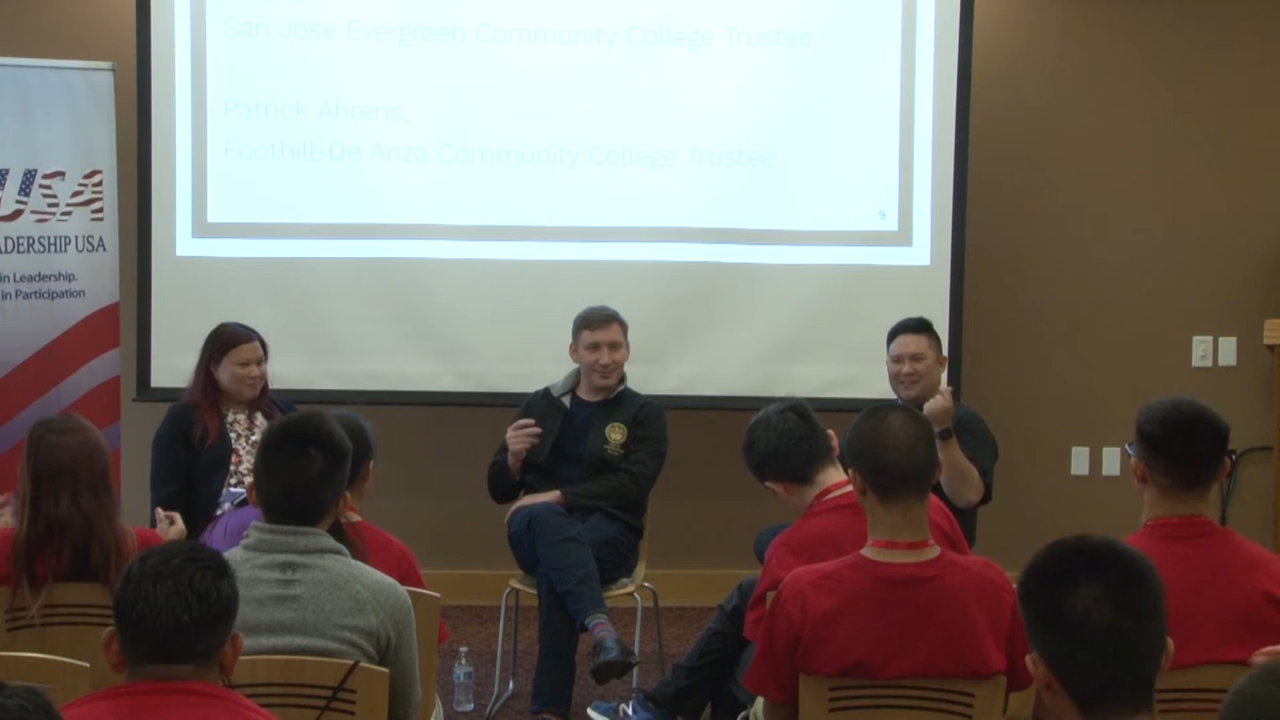 San Jose Evergreen Community College Trustee
Patrick Ahrens,
Foothill-De Anza Community College Trustee
9
USA
ADERSHIP USA
in Leadership.
in Participation